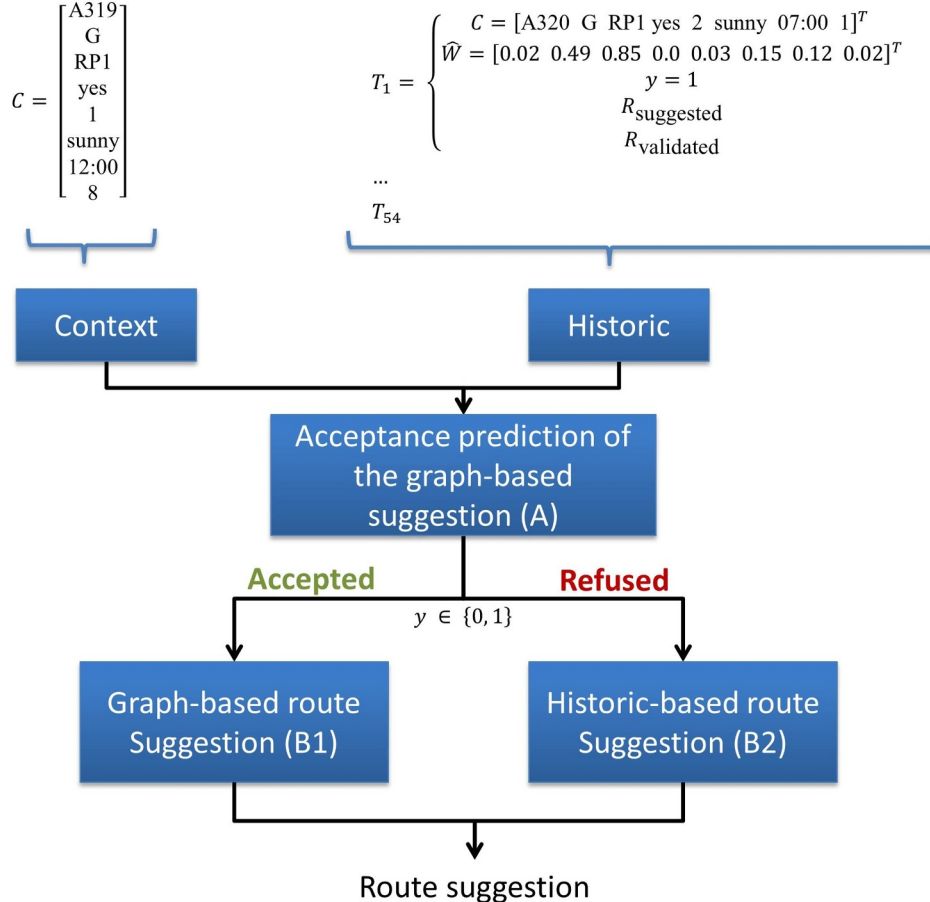 C = [A319
G
RP1
yes
1
sunny
12:00
8]
T₁ = { C = [A320 G RP1 yes 2 sunny 07:00 1]ᵀ
Ŵ = [0.02 0.49 0.85 0.0 0.03 0.15 0.12 0.02]ᵀ
y = 1
R suggested
R validated
...
T₅₄
Context
Historic
Acceptance prediction of
the graph-based
suggestion (A)
Accepted
Refused
y ∈ {0, 1}
Graph-based route
Suggestion (B1)
Historic-based route
Suggestion (B2)
Route suggestion